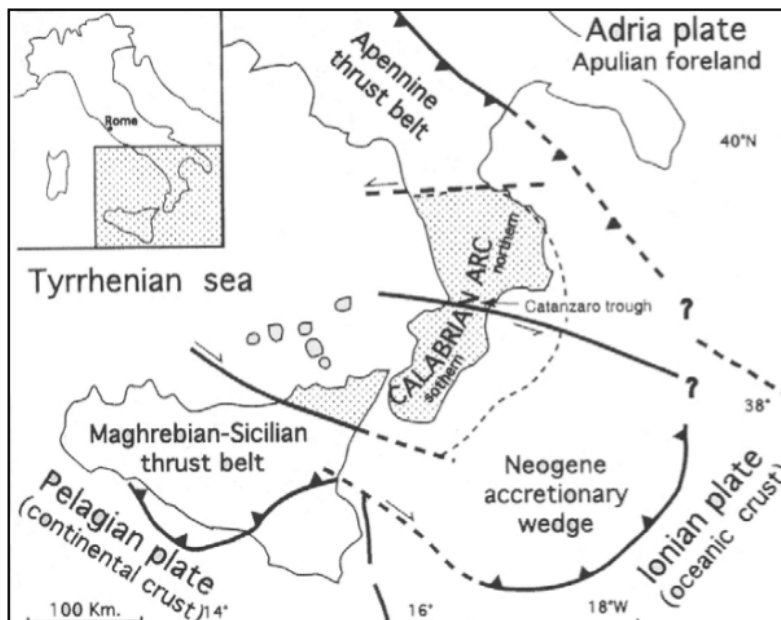 Rome
Adria plate
Apulian foreland
Apennine
thrust belt
40°N
Tyrrhenian sea
CALABRIAN ARC
northern
sothern
Catanzaro trough
?
?
38°
Maghrebian-Sicilian
thrust belt
Neogene
accretionary
wedge
Pelagian plate
(continental crust)
Ionian plate
(oceanic crust)
100 Km.
14°
16°
18°W